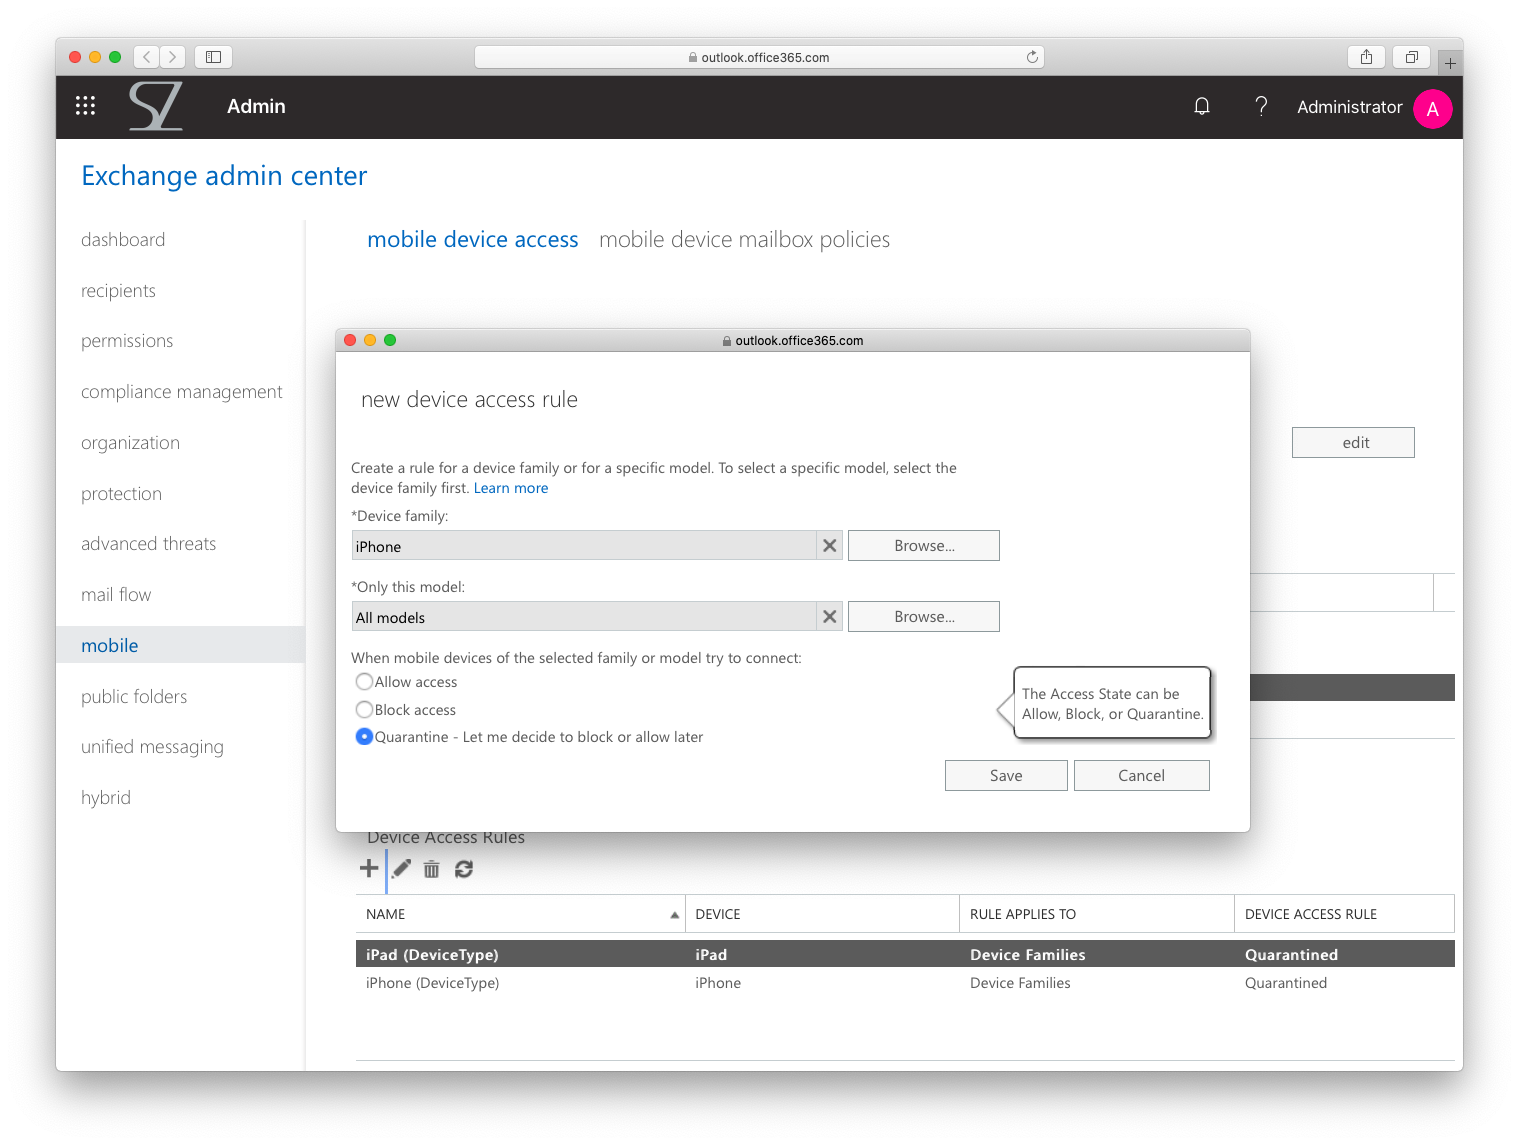 outlook.office365.com
SZ
Admin
?
Administrator
A
Exchange admin center
dashboard
recipients
permissions
compliance management
organization
protection
advanced threats
mail flow
mobile
public folders
unified messaging
hybrid
mobile device access mobile device mailbox policies
edit
outlook.office365.com
new device access rule
Create a rule for a device family or for a specific model. To select a specific model, select the
device family first. Learn more
*Device family:
iPhone
Browse...
*Only this model:
All models
Browse...
When mobile devices of the selected family or model try to connect:
Allow access
Block access
Quarantine - Let me decide to block or allow later
The Access State can be
Allow, Block, or Quarantine.
Save
Cancel
Device Access Rules
NAME DEVICE RULE APPLIES TO DEVICE ACCESS RULE
iPad (DeviceType) iPad Device Families Quarantined
iPhone (DeviceType) iPhone Device Families Quarantined